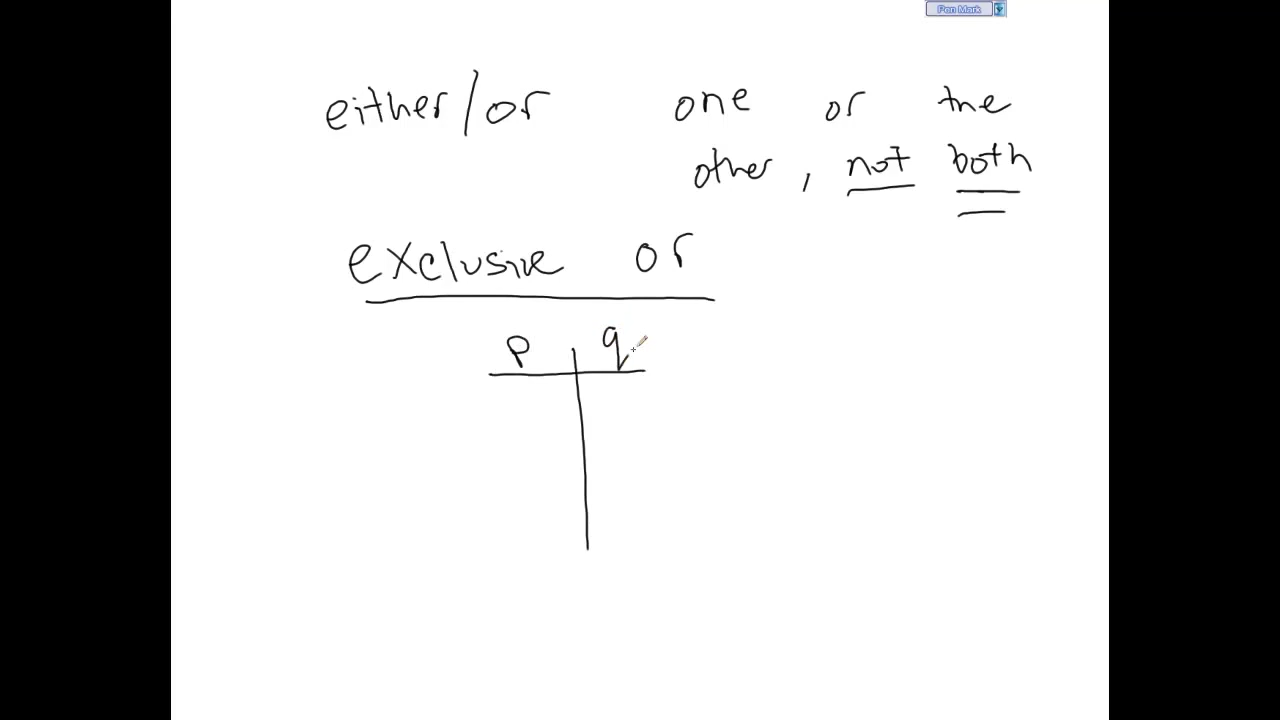 Pen Mark
either/or one or the
other, not both
exclusive or
p q